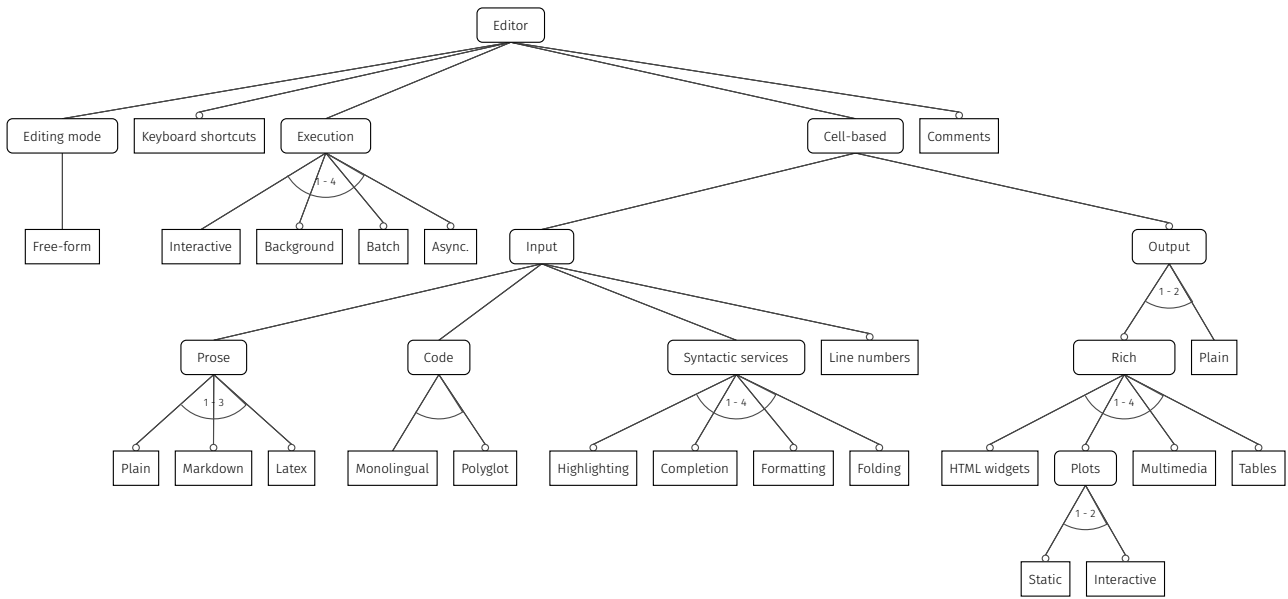 Editor
Editing mode
Keyboard shortcuts
Execution
Cell-based
Comments
1 - 4
Free-form
Interactive
Background
Batch
Async.
Input
Output
1 - 2
Prose
Code
Syntactic services
Line numbers
Rich
Plain
1 - 3
1 - 4
1 - 4
Plain
Markdown
Latex
Monolingual
Polyglot
Highlighting
Completion
Formatting
Folding
HTML widgets
Plots
Multimedia
Tables
1 - 2
Static
Interactive